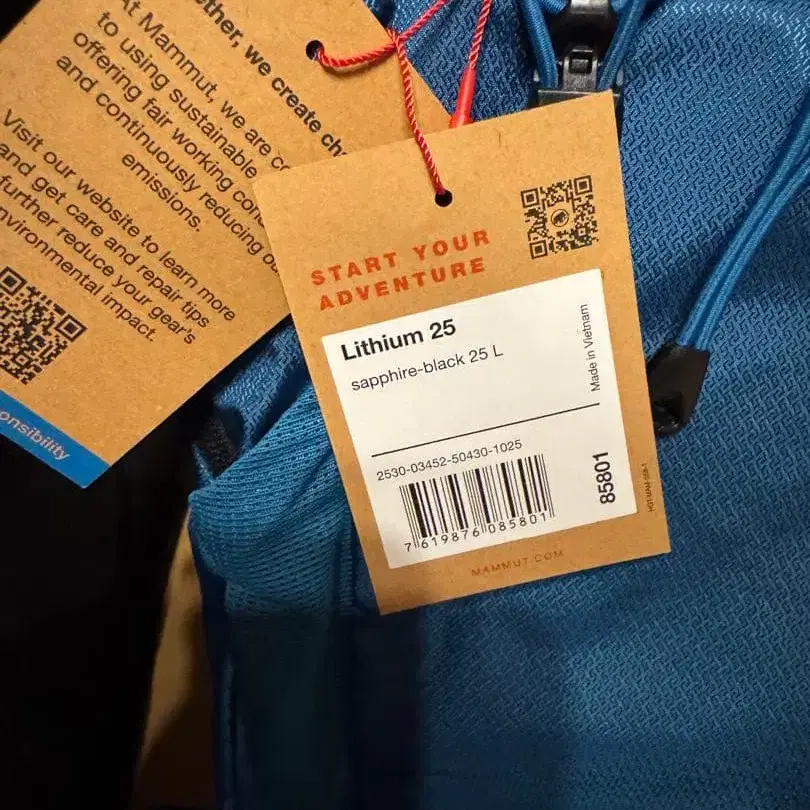 ether, we create ch
At Mammut, we are co
to using sustainable
offering fair working con
and continuously reducing ou
emissions.
Visit our website to learn more
and get care and repair tips
further reduce your gear's
nvironmental impact.
onsibility
START YOUR
ADVENTURE
Lithium 25
sapphire-black 25 L
Made in Vietnam
2530-03452-50430-1025
7 619876 085801
85801
MAMMUT.COM